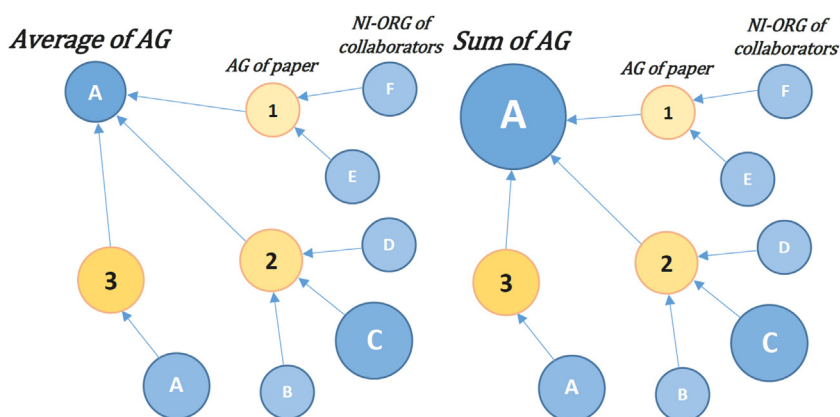 Average of AG
NI-ORG of
collaborators
AG of paper
A
1
F
E
D
2
3
C
A
B
Sum of AG
NI-ORG of
collaborators
AG of paper
A
1
F
E
D
2
3
C
A
B